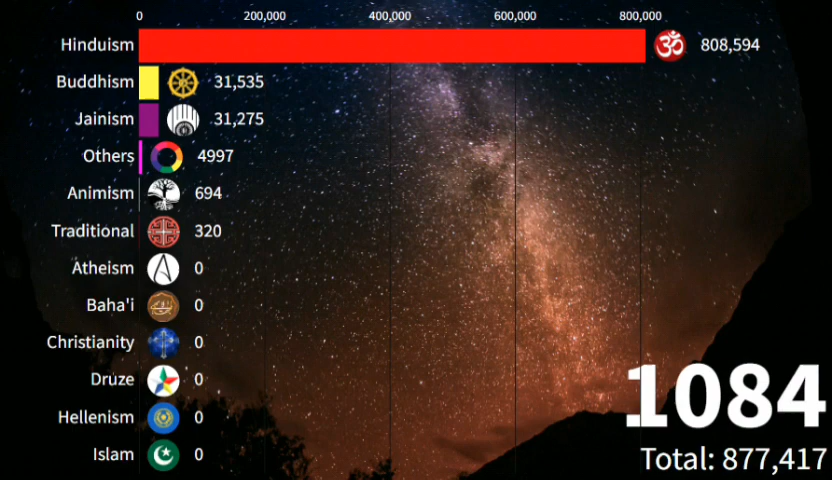 0 200,000 400,000 600,000 800,000
Hinduism ॐ 808,594
Buddhism 31,535
Jainism 31,275
Others 4997
Animism 694
Traditional 320
Atheism 0
Baha'i 0
Christianity 0
Druze 0
Hellenism 0
Islam 0
1084
Total: 877,417